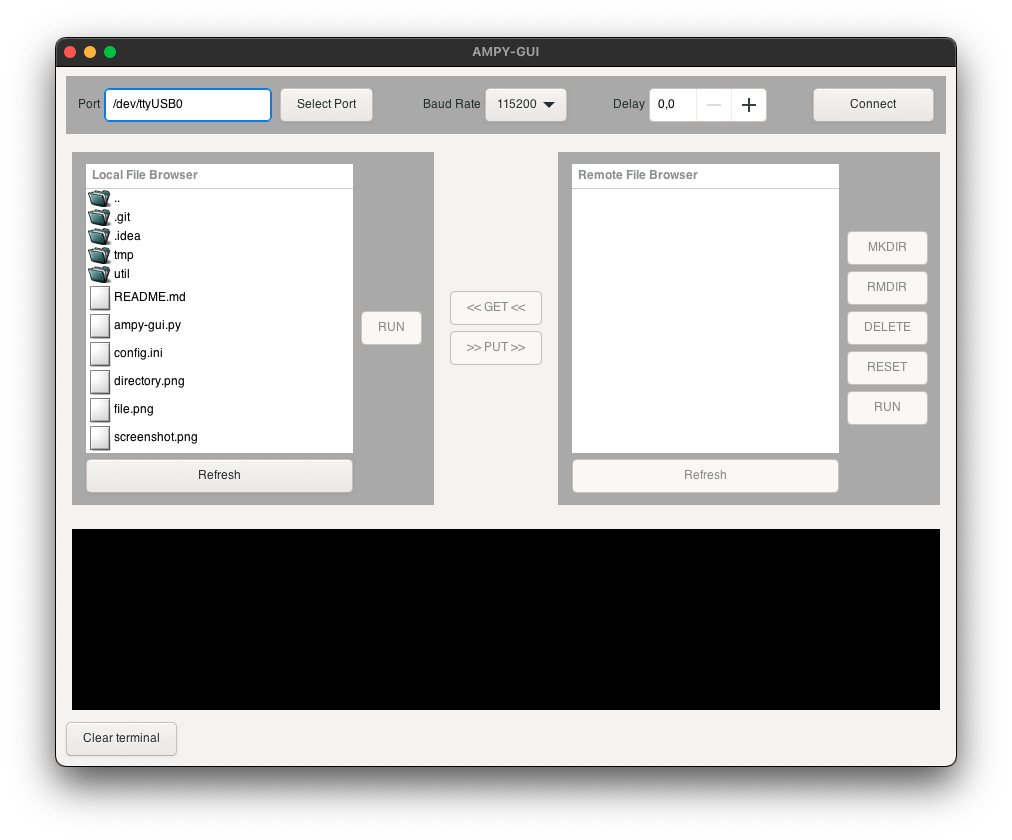 AMPY-GUI
Port /dev/ttyUSB0 Select Port Baud Rate 115200 Delay 0,0 Connect
Local File Browser
..
.git
.idea
tmp
util
README.md
ampy-gui.py
config.ini
directory.png
file.png
screenshot.png
Refresh
RUN
<< GET <<
>> PUT >>
Remote File Browser
Refresh
MKDIR
RMDIR
DELETE
RESET
RUN
Clear terminal